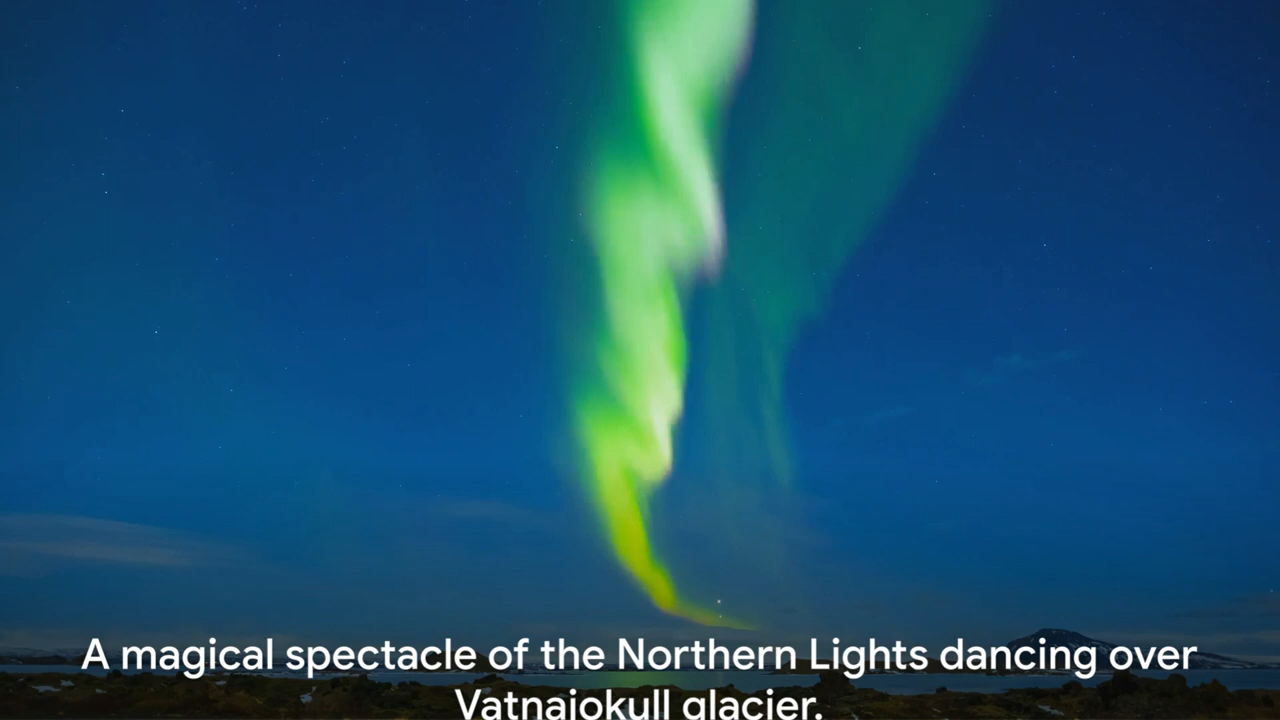 A magical spectacle of the Northern Lights dancing over
Vatnajokull glacier.